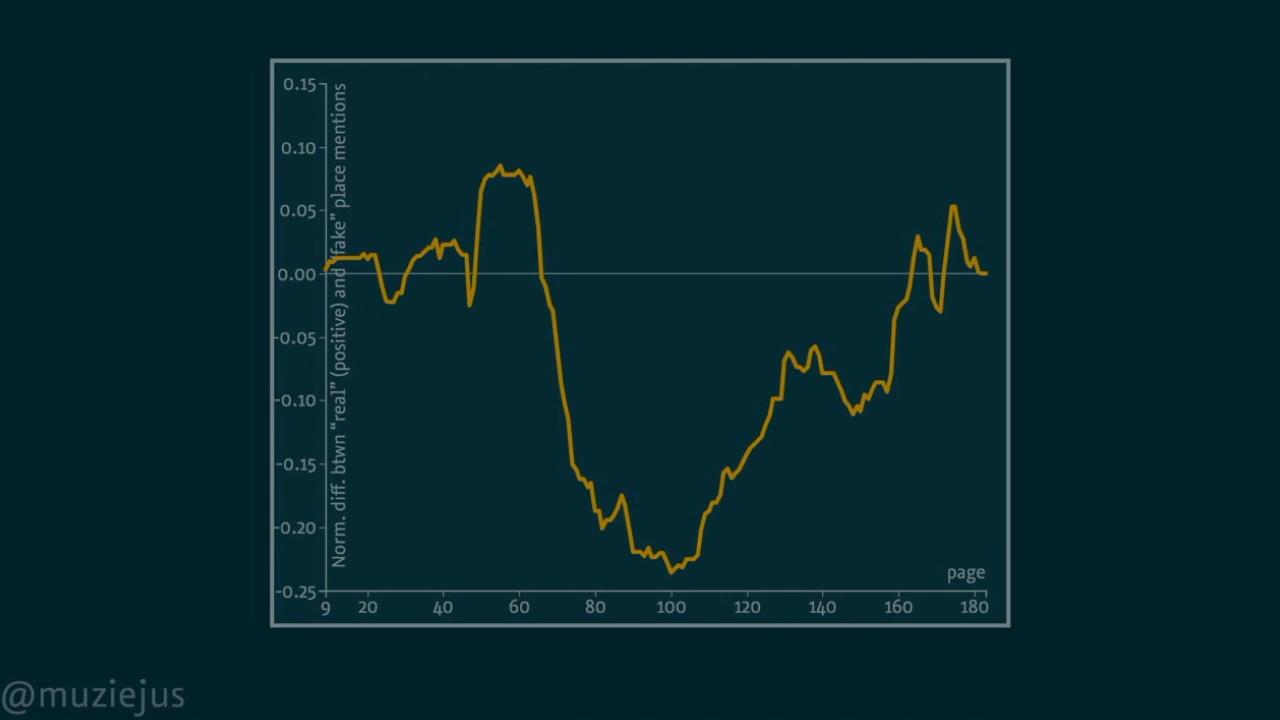 0.15
0.10
0.05
0.00
-0.05
-0.10
-0.15
-0.20
-0.25
Norm. diff. btwn “real” (positive) and “fake” place mentions
page
9 20 40 60 80 100 120 140 160 180
@muziejus